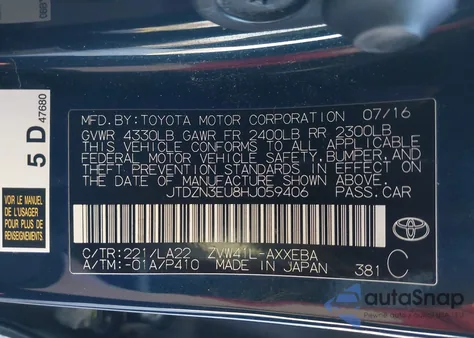 MFD. BY: TOYOTA MOTOR CORPORATION 07/16
GVWR 4330LB GAWR FR 2400LB RR 2300LB
THIS VEHICLE CONFORMS TO ALL APPLICABLE
FEDERAL MOTOR VEHICLE SAFETY, BUMPER, AND
THEFT PREVENTION STANDARDS IN EFFECT ON
THE DATE OF MANUFACTURE SHOWN ABOVE.
JTDZN3EU8HJ059406 PASS.CAR
C/TR:221/LA22 ZVW41L-AXXEBA
A/TM:-01A/P410 MADE IN JAPAN 381 C
TOYOTA
5 D 47680
VOIR LE MANUEL
DE L'USAGER
POUR PLUS DE
RENSEIGNEMENTS
autoSnap